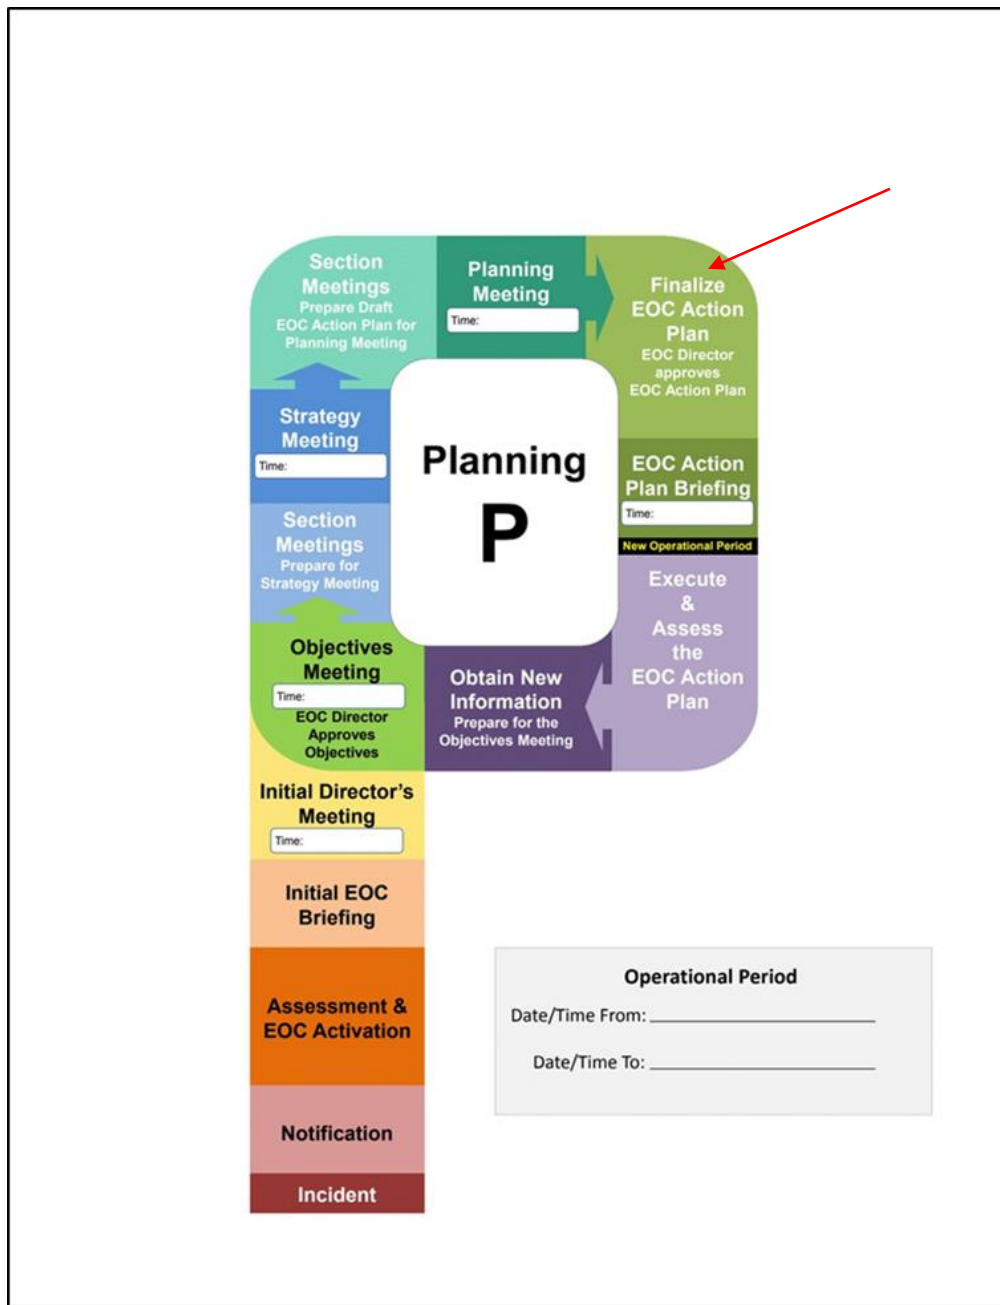 Section
Meetings
Prepare Draft
EOC Action Plan for
Planning Meeting
Planning
Meeting
Time:
Finalize
EOC Action
Plan
EOC Director
approves
EOC Action Plan
Strategy
Meeting
Time:
Planning
P
EOC Action
Plan Briefing
Time:
New Operational Period
Section
Meetings
Prepare for
Strategy Meeting
Execute
&
Assess
the
EOC Action
Plan
Objectives
Meeting
Time:
EOC Director
Approves
Objectives
Obtain New
Information
Prepare for the
Objectives Meeting
Initial Director's
Meeting
Time:
Initial EOC
Briefing
Assessment &
EOC Activation
Notification
Incident
Operational Period
Date/Time From:
Date/Time To: